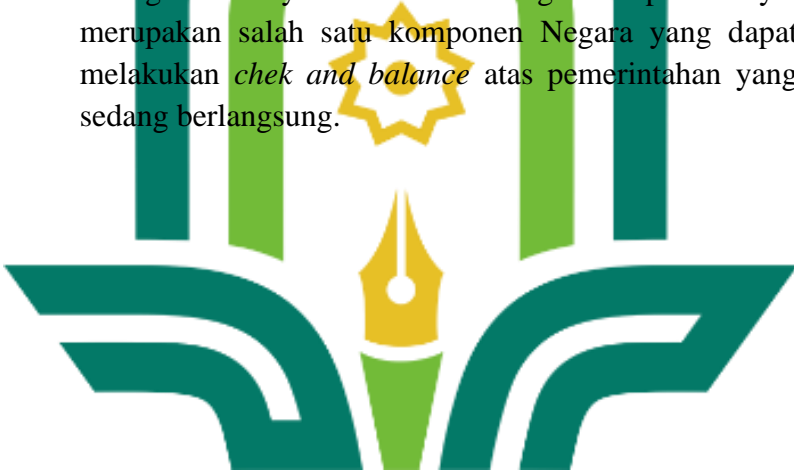 merupakan salah satu komponen Negara yang dapat
melakukan chek and balance atas pemerintahan yang
sedang berlangsung.